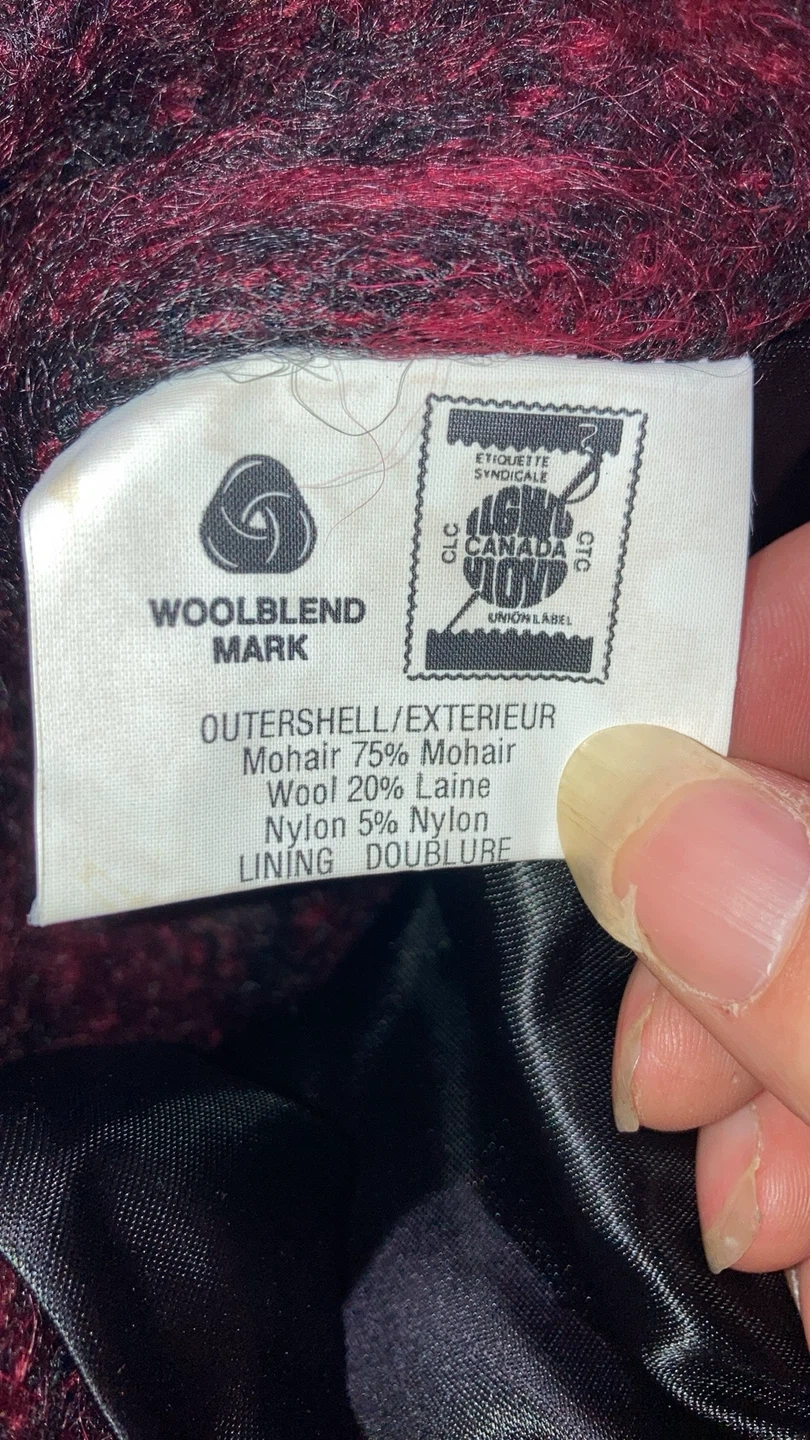 WOOLBLEND
MARK
ETIQUETTE
SYNDICALE
CLC
CANADA
CTC
UNION LABEL
OUTERSHELL/EXTERIEUR
Mohair 75% Mohair
Wool 20% Laine
Nylon 5% Nylon
LINING DOUBLURE